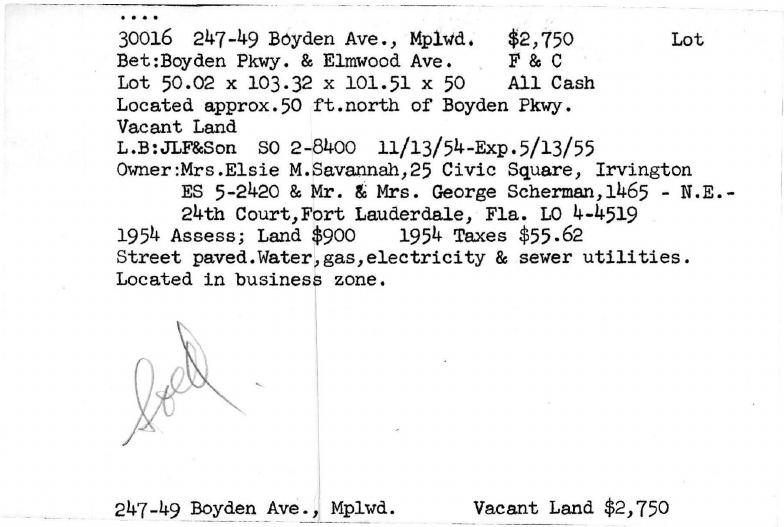 ....
30016 247-49 Boyden Ave., Mplwd. $2,750 Lot
Bet:Boyden Pkwy. & Elmwood Ave. F & C
Lot 50.02 x 103.32 x 101.51 x 50 All Cash
Located approx.50 ft.north of Boyden Pkwy.
Vacant Land
L.B:JLF&Son SO 2-8400 11/13/54-Exp.5/13/55
Owner:Mrs.Elsie M.Savannah,25 Civic Square, Irvington
ES 5-2420 & Mr. & Mrs. George Scherman,1465 - N.E.-
24th Court,Fort Lauderdale, Fla. LO 4-4519
1954 Assess; Land $900 1954 Taxes $55.62
Street paved.Water,gas,electricity & sewer utilities.
Located in business zone.
Sold
247-49 Boyden Ave., Mplwd. Vacant Land $2,750